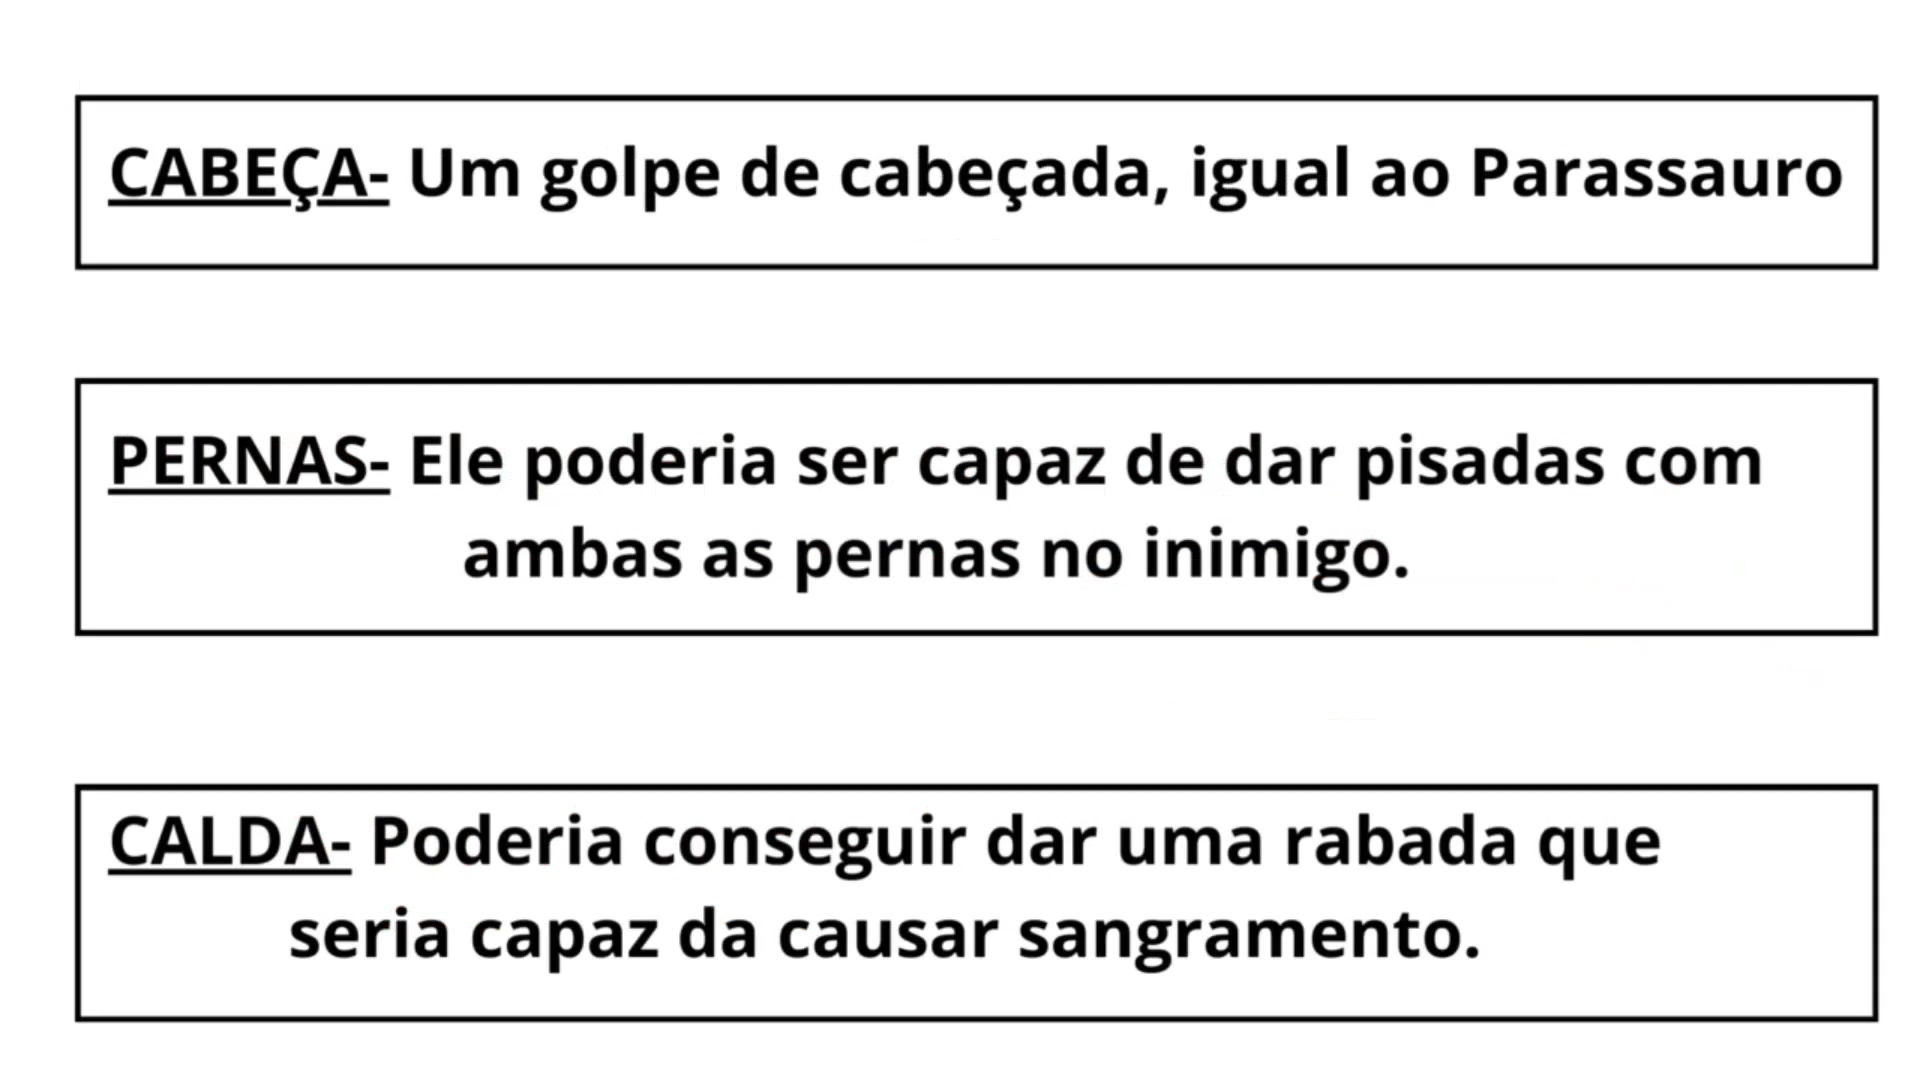 CABEÇA- Um golpe de cabeçada, igual ao Parassauro
PERNAS- Ele poderia ser capaz de dar pisadas com
ambas as pernas no inimigo.
CALDA- Poderia conseguir dar uma rabada que
seria capaz da causar sangramento.